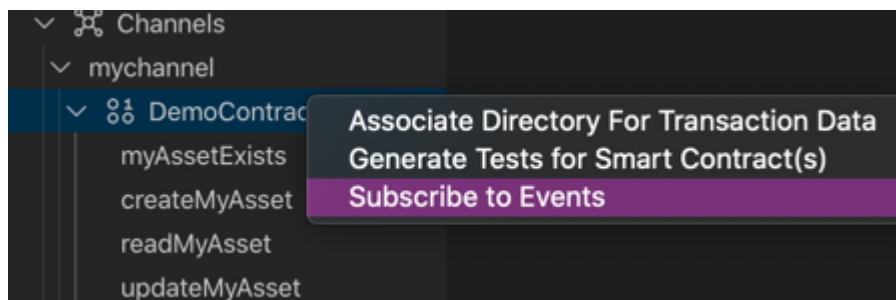 Channels
mychannel
DemoContrac
Associate Directory For Transaction Data
Generate Tests for Smart Contract(s)
Subscribe to Events
myAssetExists
createMyAsset
readMyAsset
updateMyAsset